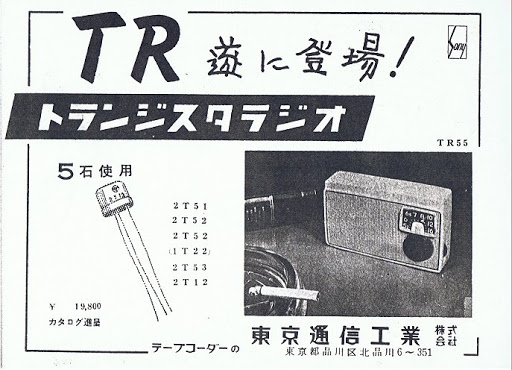 TR 遂に登場!
Sony
トランジスタラジオ
TR55
5石使用
2T51
2T52
2T52
(1T22)
2T53
2T12
¥ 19,800
カタログ進呈
テープコーダーの 東京通信工業 株式会社
東京都品川区北品川6〜351